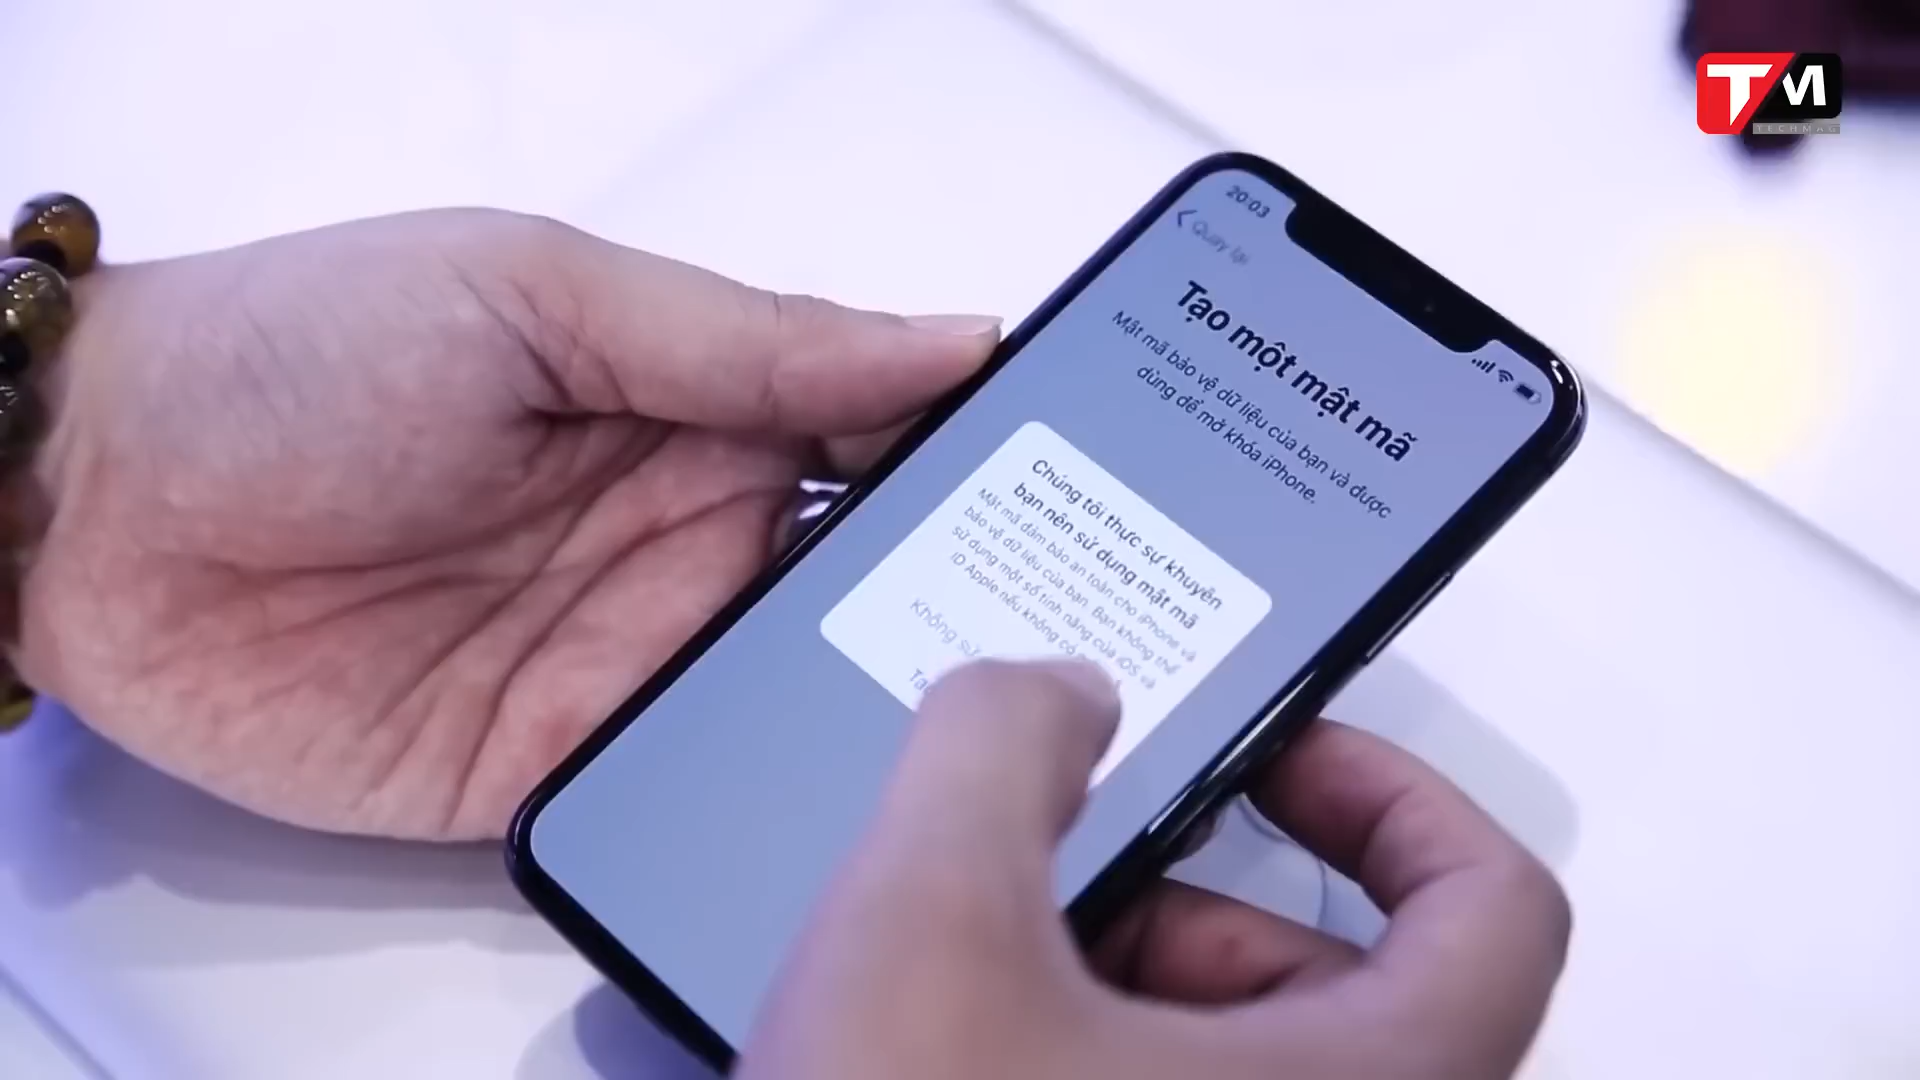 TM
TECHMAG
20:03
Quay lại
Tạo một mật mã
Mật mã bảo vệ dữ liệu của bạn và được
dùng để mở khóa iPhone.
Chúng tôi thực sự khuyên
bạn nên sử dụng mật mã
Mật mã đảm bảo an toàn cho iPhone và
bảo vệ dữ liệu của bạn. Bạn không thể
sử dụng một số tính năng của iOS và
ID Apple nếu không có
Không sử